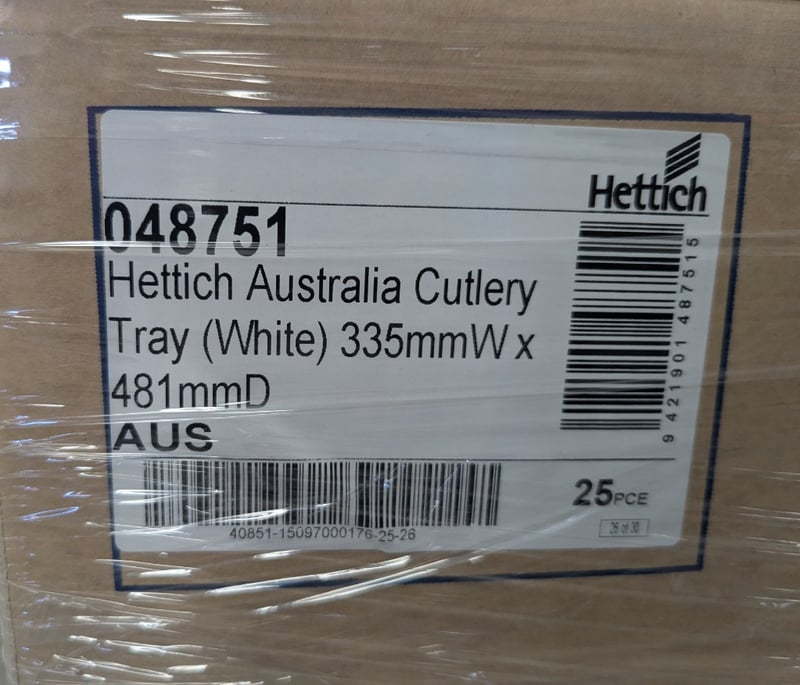 Hettich
048751
Hettich Australia Cutlery
Tray (White) 335mmW x
481mmD
AUS
9 421901 487515
25PCE
26 of 30
40851-15097000176-25-26